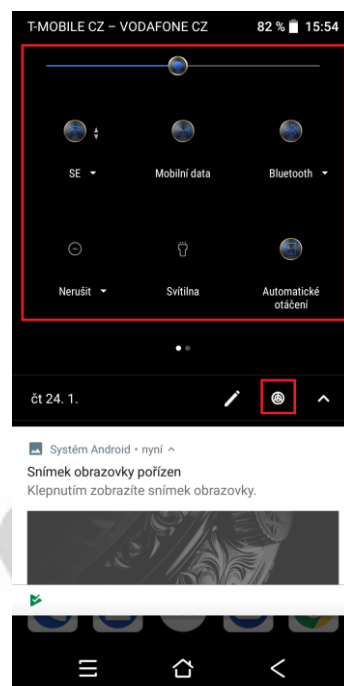 T-MOBILE CZ – VODAFONE CZ 82 % 15:54
SE Mobilní data Bluetooth
Nerušit Svítilna Automatické
otáčení
čt 24. 1.
Systém Android • nyní
Snímek obrazovky pořízen
Klepnutím zobrazíte snímek obrazovky.